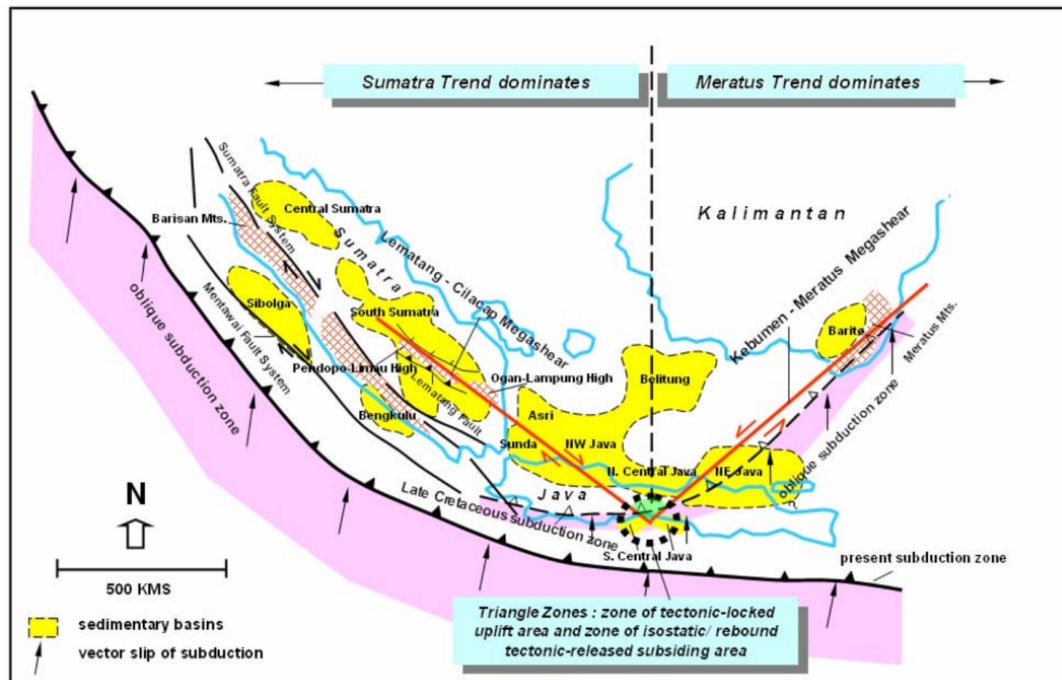 Sumatra Trend dominates
Meratus Trend dominates
Sumatra Fault System
Barisan Mts.
Central Sumatra
Sumatra
Lematang - Cilacap Megashear
Kalimantan
Kebumen - Meratus Megashear
oblique subduction zone
Mentawai Fault System
Sibolga
South Sumatra
Barito
Meratus Mts.
Pendopo-Limau High
Lematang Fault
Ogan-Lampung High
Belitung
Bengkulu
Asri
Sunda
NW Java
N. Central Java
NE Java
oblique subduction zone
Java
Late Cretaceous subduction zone
S. Central Java
present subduction zone
N
500 KMS
sedimentary basins
vector slip of subduction
Triangle Zones : zone of tectonic-locked
uplift area and zone of isostatic/ rebound
tectonic-released subsiding area